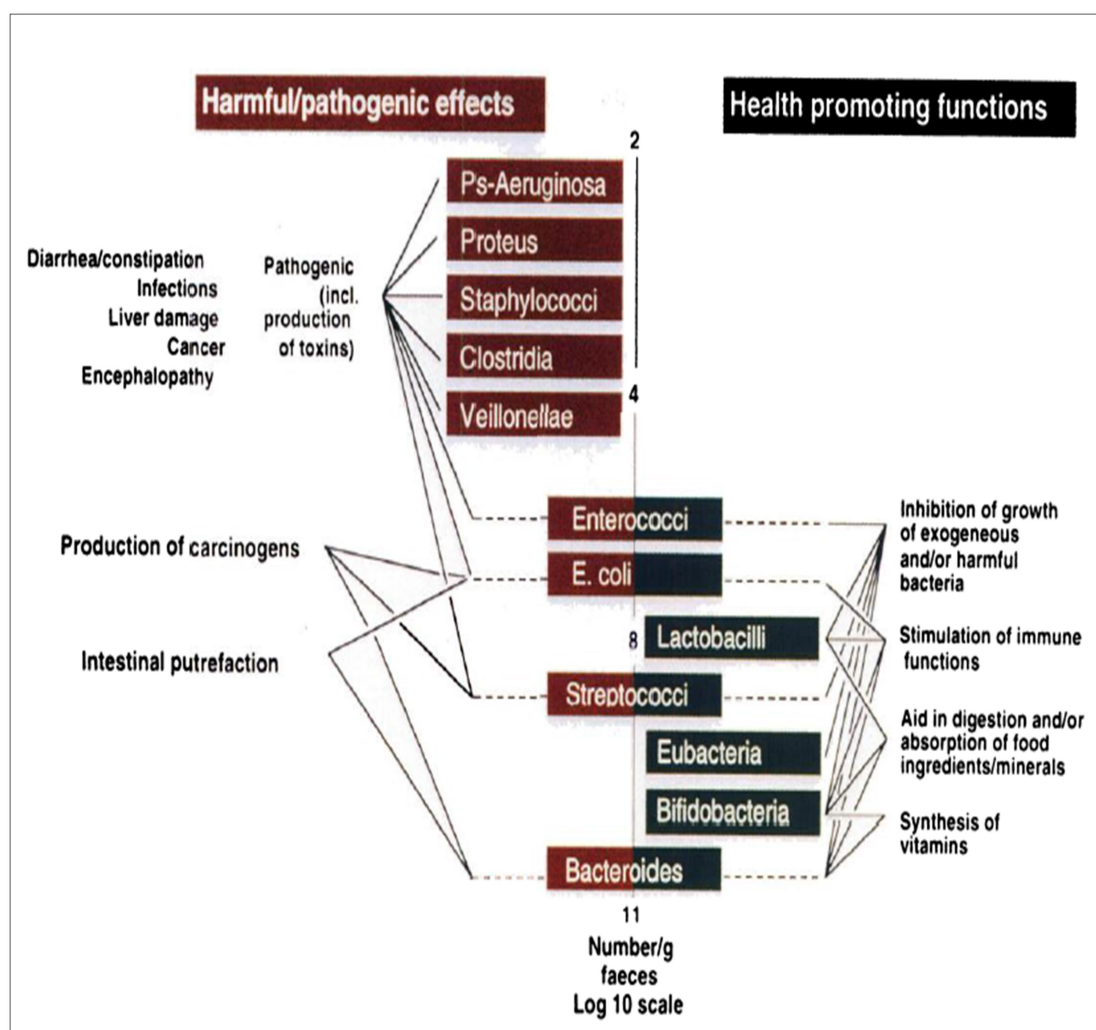 Harmful/pathogenic effects
Health promoting functions
2
Ps-Aeruginosa
Proteus
Staphylococci
Clostridia
4
Veillonellae
Diarrhea/constipation
Infections
Liver damage
Cancer
Encephalopathy
Pathogenic
(incl.
production
of toxins)
Enterococci
E. coli
8
Lactobacilli
Streptococci
Eubacteria
Bifidobacteria
Bacteroides
11
Number/g
faeces
Log 10 scale
Production of carcinogens
Intestinal putrefaction
Inhibition of growth
of exogeneous
and/or harmful
bacteria
Stimulation of immune
functions
Aid in digestion and/or
absorption of food
ingredients/minerals
Synthesis of
vitamins